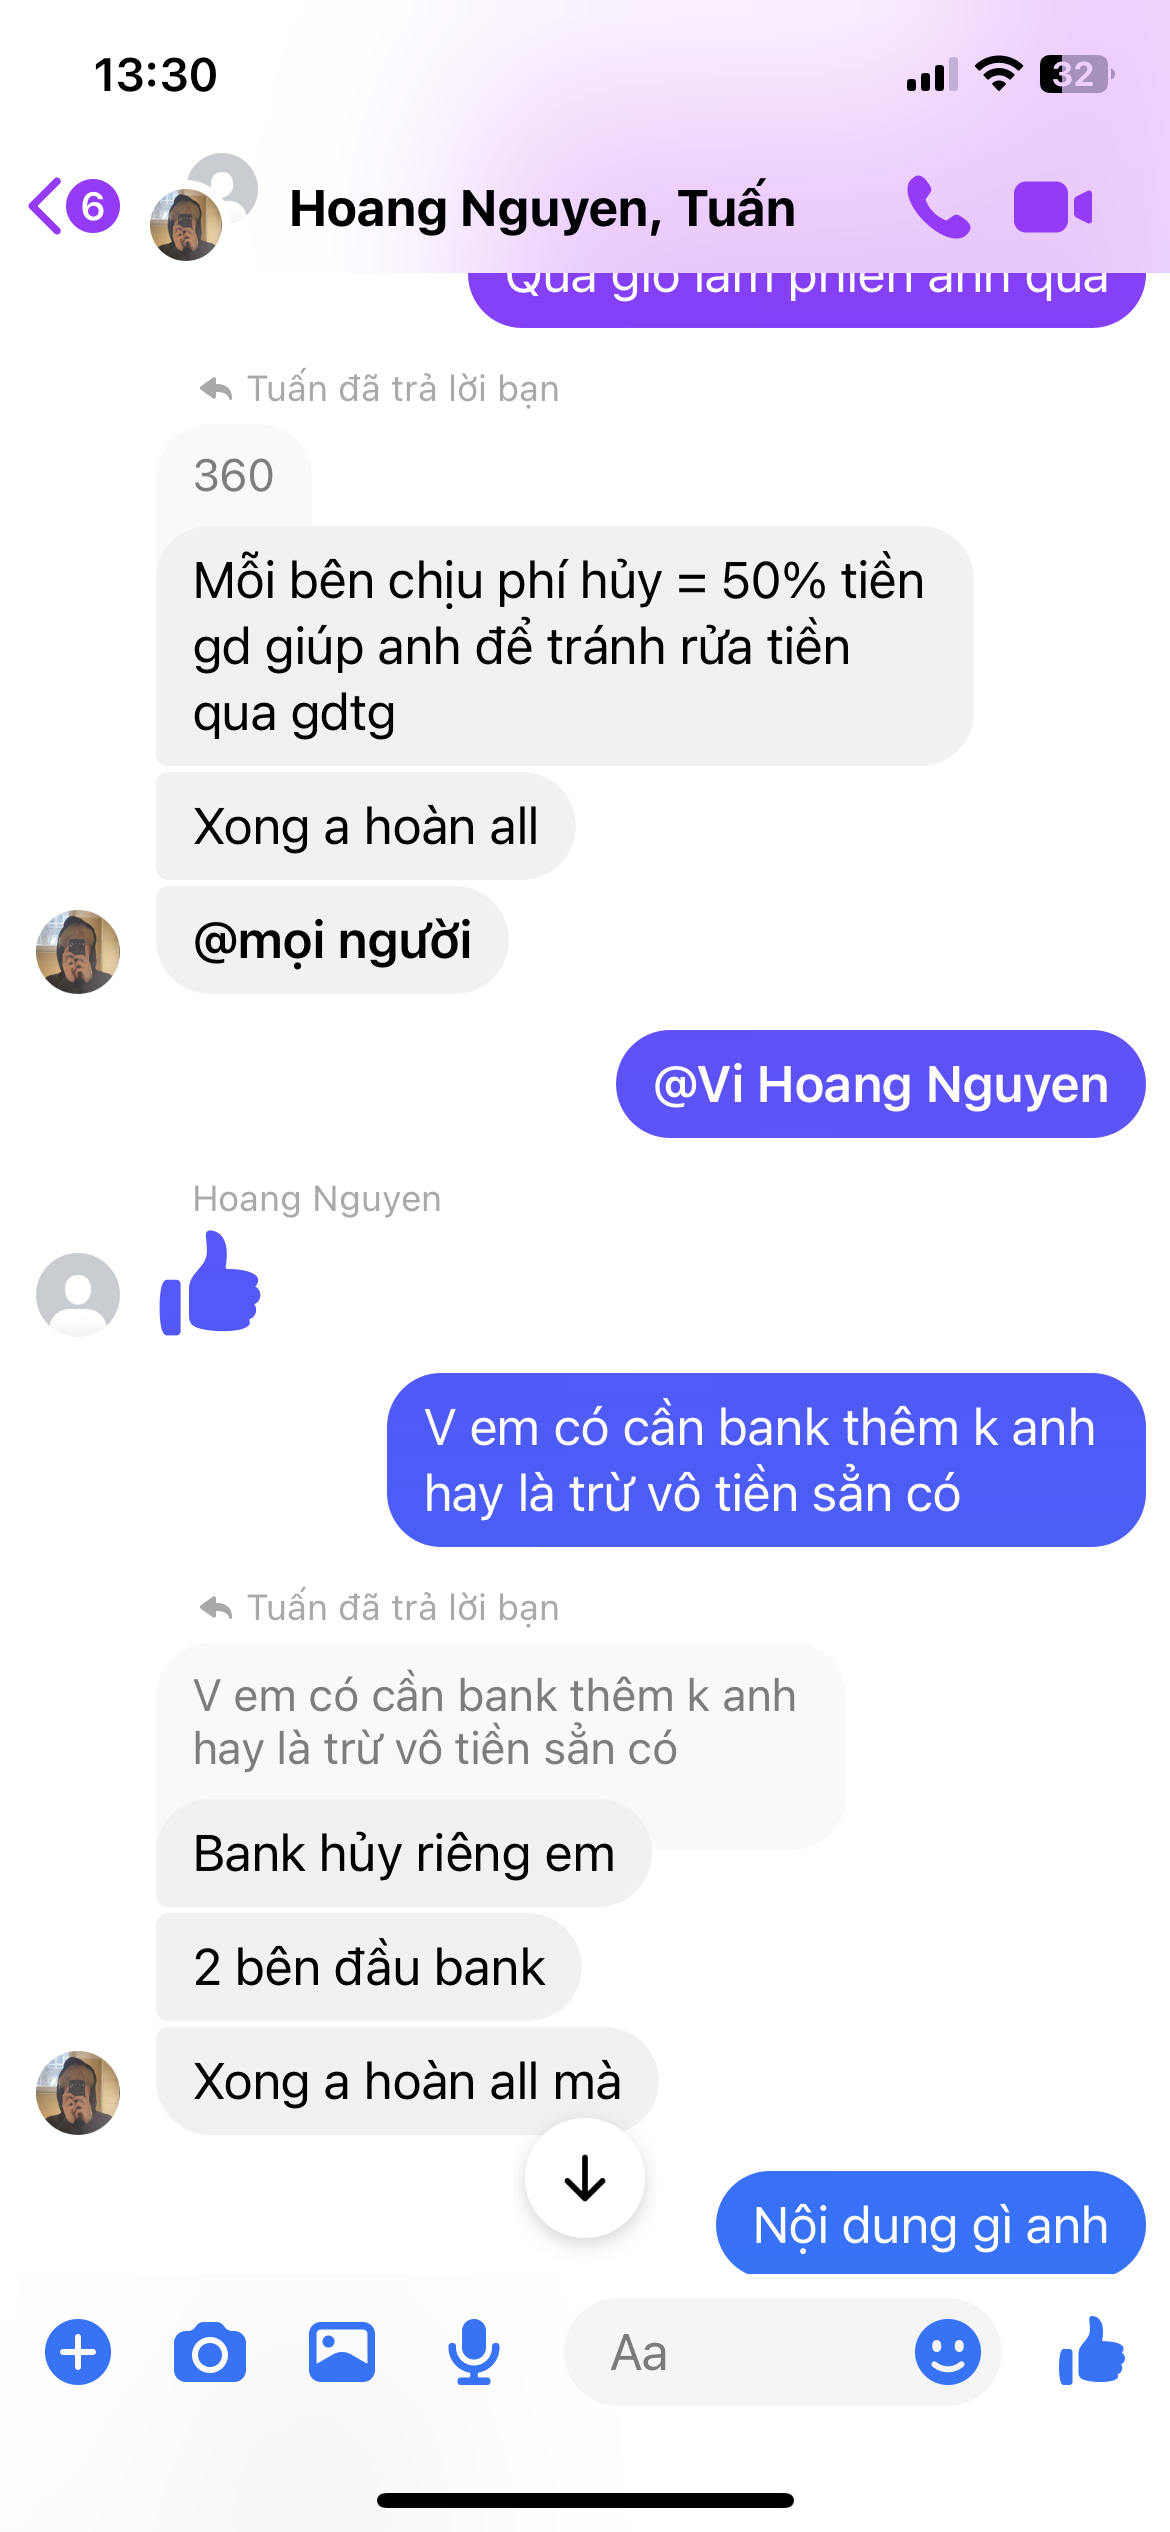 13:30
32
6
Hoang Nguyen, Tuấn
Quá giờ làm phiền anh quá
Tuấn đã trả lời bạn
360
Mỗi bên chịu phí hủy = 50% tiền
gd giúp anh để tránh rửa tiền
qua gdtg
Xong a hoàn all
@mọi người
@Vi Hoang Nguyen
Hoang Nguyen
V em có cần bank thêm k anh
hay là trừ vô tiền sẳn có
Tuấn đã trả lời bạn
V em có cần bank thêm k anh
hay là trừ vô tiền sẳn có
Bank hủy riêng em
2 bên đầu bank
Xong a hoàn all mà
Nội dung gì anh
Aa